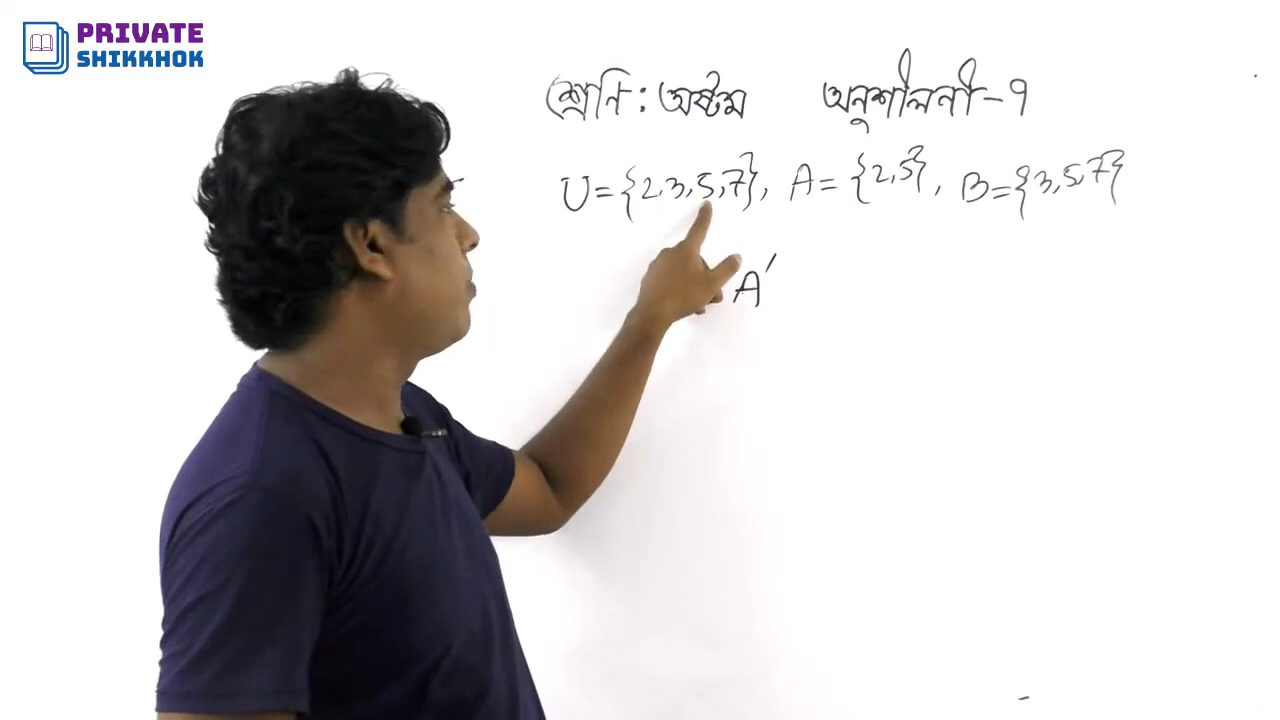 PRIVATE
SHIKKHOK
শ্রেণি : অষ্টম অনুশীলনী-৭
U={2,3,5,7}, A={2,5}, B={3,5,7}
A′